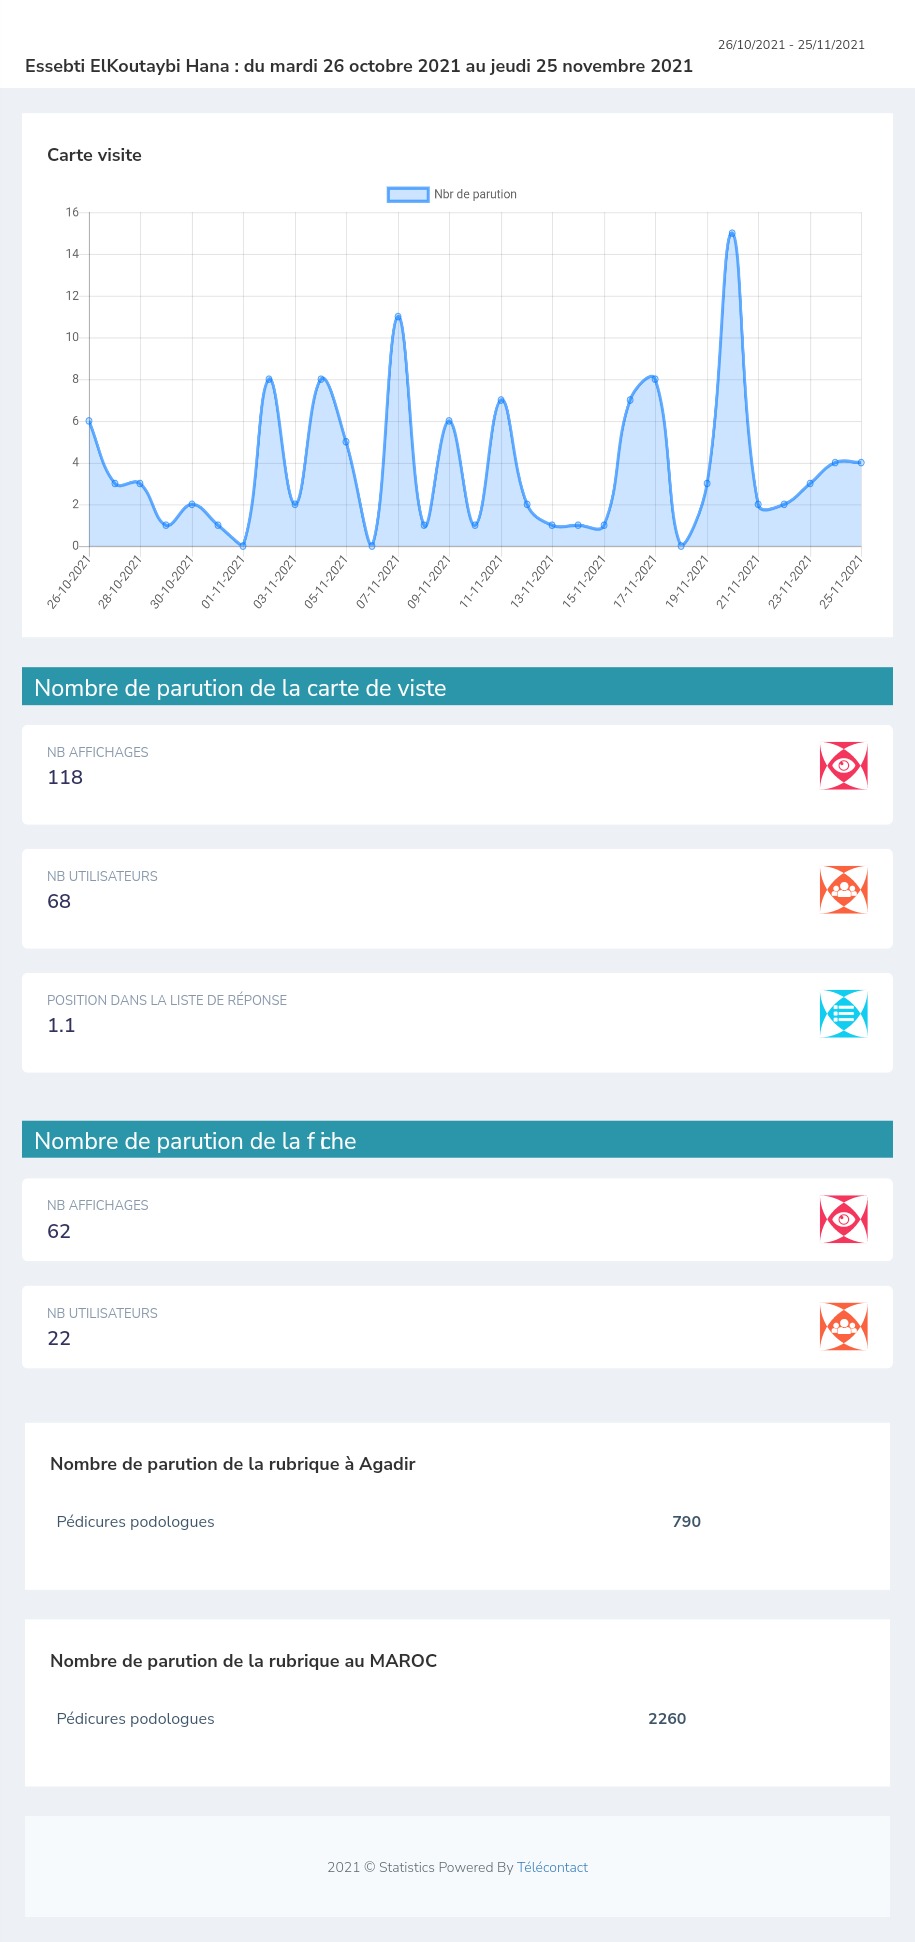 26/10/2021 - 25/11/2021
Essebti ElKoutaybi Hana : du mardi 26 octobre 2021 au jeudi 25 novembre 2021
Carte visite
Nbr de parution
16
14
12
10
8
6
4
2
0
26-10-2021
28-10-2021
30-10-2021
01-11-2021
03-11-2021
05-11-2021
07-11-2021
09-11-2021
11-11-2021
13-11-2021
15-11-2021
17-11-2021
19-11-2021
21-11-2021
23-11-2021
25-11-2021
Nombre de parution de la carte de viste
NB AFFICHAGES
118
NB UTILISATEURS
68
POSITION DANS LA LISTE DE RÉPONSE
1.1
Nombre de parution de la fiche
NB AFFICHAGES
62
NB UTILISATEURS
22
Nombre de parution de la rubrique à Agadir
Pédicures podologues 790
Nombre de parution de la rubrique au MAROC
Pédicures podologues 2260
2021 © Statistics Powered By Télécontact